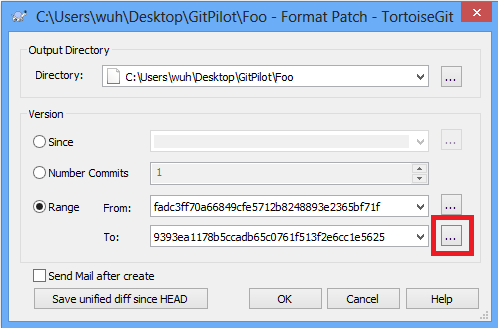 C:\Users\wuh\Desktop\GitPilot\Foo - Format Patch - TortoiseGit
Output Directory
Directory: C:\Users\wuh\Desktop\GitPilot\Foo ...
Version
Since ...
Number Commits 1
Range From: fadc3ff70a66849cfe5712b8248893e2365bf71f ...
To: 9393ea1178b5ccadb65c0761f513f2e6cc1e5625 ...
Send Mail after create
Save unified diff since HEAD OK Cancel Help